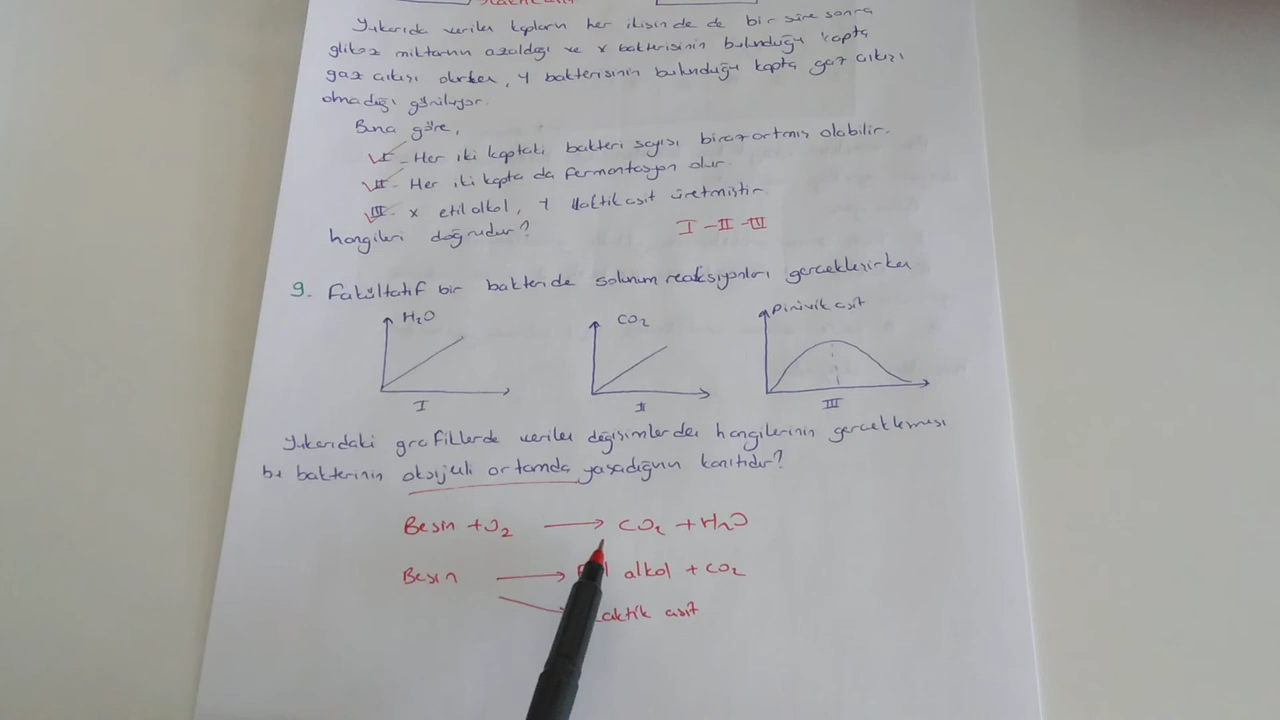 Yukarıda verilen kapların her ikisinde de bir süre sonra
glikoz miktarının azaldığı ve x bakterisinin bulunduğu kapta
gaz çıkışı olurken, y bakterisinin bulunduğu kapta gaz çıkışı
olmadığı görülüyor.
Buna göre,
I- Her iki kaptaki bakteri sayısı biraz artmış olabilir.
II- Her iki kapta da fermantasyon olur.
III- x etil alkol, y laktik asit üretmiştir
hangileri doğrudur?
I-II-III
9. Fakültatif bir bakteride solunum reaksiyonları gerçekleşirken
H₂O
CO₂
Pirüvik asit
I
II
III
Yukarıdaki grafiklerde verilen değişimlerden hangilerinin gerçekleşmesi
bu bakterinin oksijenli ortamda yaşadığının kanıtıdır?
Besin + O₂ → CO₂ + H₂O
Besin → alkol + CO₂
Laktik asit